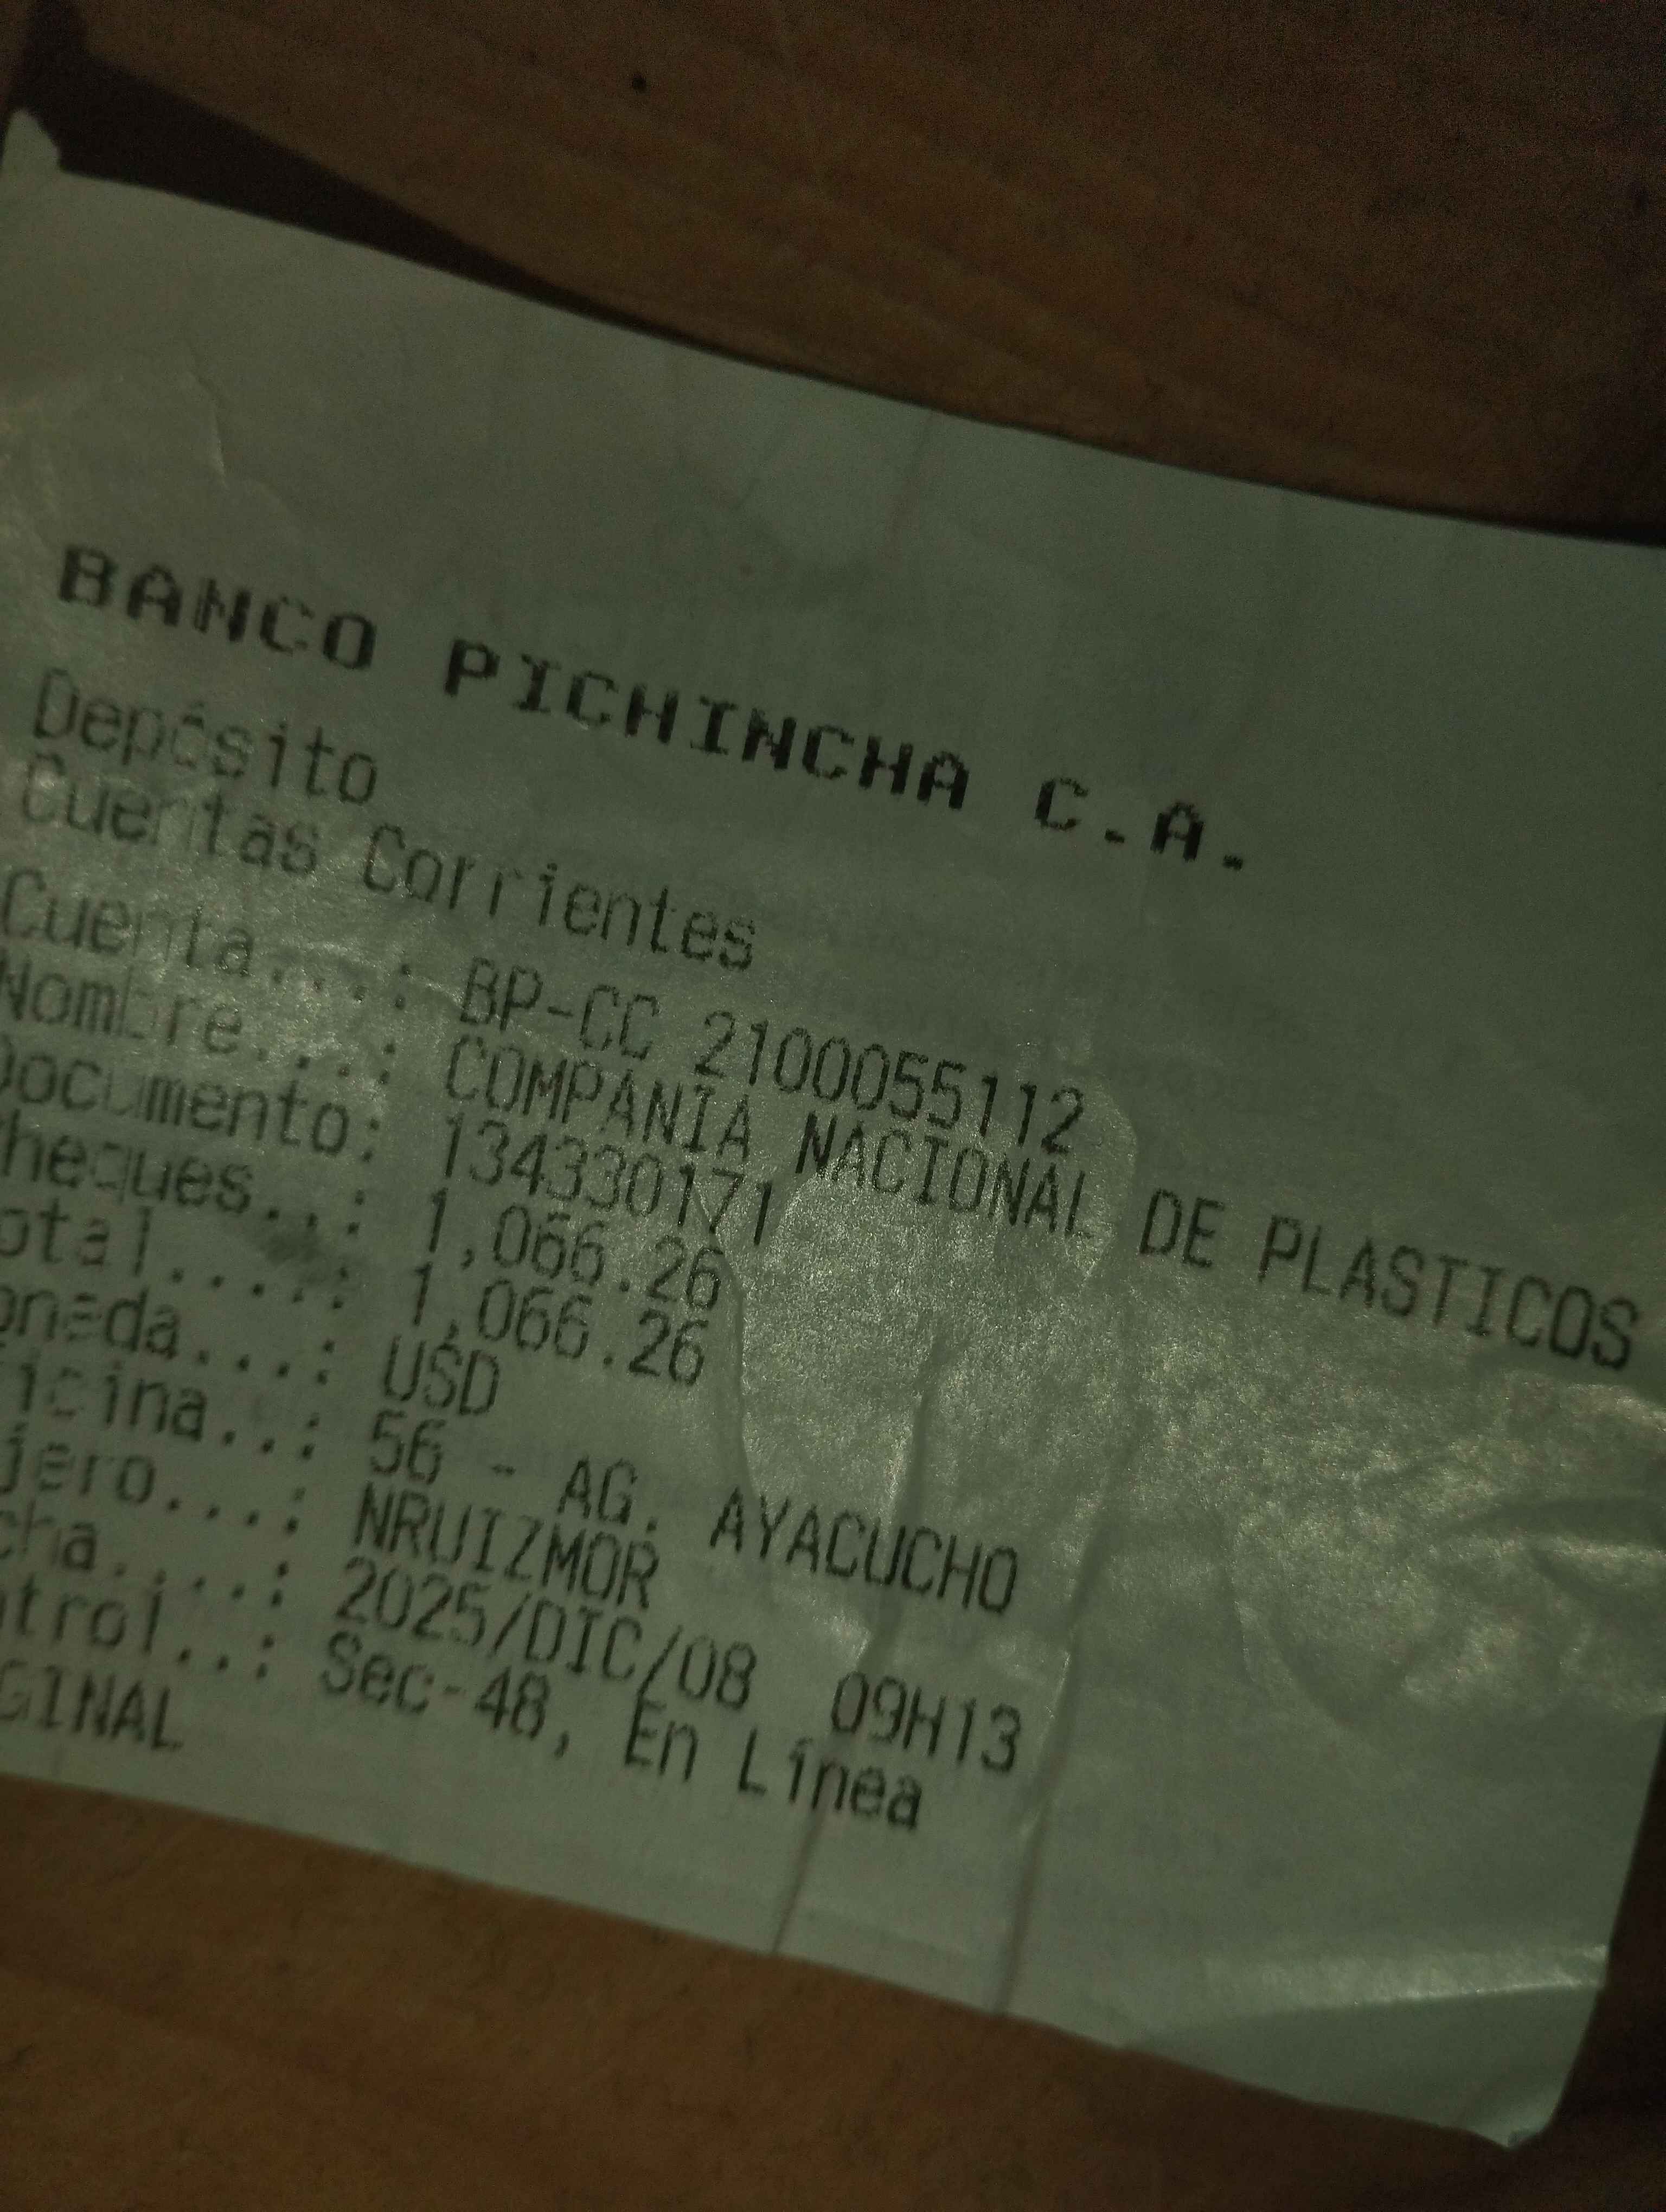 BANCO PICHINCHA C.A.
Depósito
Cuentas Corrientes
Cuenta...: BP-CC 2100055112
Nombre...: COMPANIA NACIONAL DE PLASTICOS
Documento: 134330171
heques..: 1,066.26
otal.....: 1,066.26
oneda...: USD
icina..: 56 - AG. AYACUCHO
jero...: NRUIZMOR
cha....: 2025/DIC/08 09H13
ntrol..: Sec-48, En Línea
GINAL